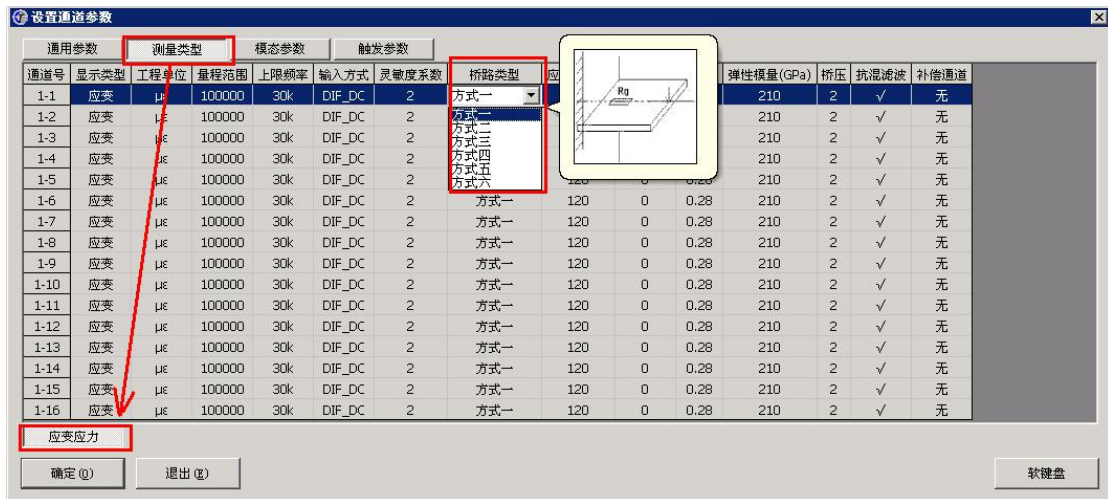 设置通道参数
通用参数 测量类型 模态参数 触发参数
通道号 显示类型 工程单位 量程范围 上限频率 输入方式 灵敏度系数 桥路类型 应 弹性模量(GPa) 桥压 抗混滤波 补偿通道
1-1 应变 με 100000 30k DIF_DC 2 方式一 210 2 √ 无
1-2 应变 με 100000 30k DIF_DC 2 方式一 210 2 √ 无
1-3 应变 με 100000 30k DIF_DC 2 方式二 210 2 √ 无
1-4 应变 με 100000 30k DIF_DC 2 方式三 210 2 √ 无
方式四
1-5 应变 με 100000 30k DIF_DC 2 方式五 120 0 0.28 210 2 √ 无
方式六
1-6 应变 με 100000 30k DIF_DC 2 方式一 120 0 0.28 210 2 √ 无
1-7 应变 με 100000 30k DIF_DC 2 方式一 120 0 0.28 210 2 √ 无
1-8 应变 με 100000 30k DIF_DC 2 方式一 120 0 0.28 210 2 √ 无
1-9 应变 με 100000 30k DIF_DC 2 方式一 120 0 0.28 210 2 √ 无
1-10 应变 με 100000 30k DIF_DC 2 方式一 120 0 0.28 210 2 √ 无
1-11 应变 με 100000 30k DIF_DC 2 方式一 120 0 0.28 210 2 √ 无
1-12 应变 με 100000 30k DIF_DC 2 方式一 120 0 0.28 210 2 √ 无
1-13 应变 με 100000 30k DIF_DC 2 方式一 120 0 0.28 210 2 √ 无
1-14 应变 με 100000 30k DIF_DC 2 方式一 120 0 0.28 210 2 √ 无
1-15 应变 με 100000 30k DIF_DC 2 方式一 120 0 0.28 210 2 √ 无
1-16 应变 με 100000 30k DIF_DC 2 方式一 120 0 0.28 210 2 √ 无
Rg
应变应力
确定(O) 退出(E) 软键盘